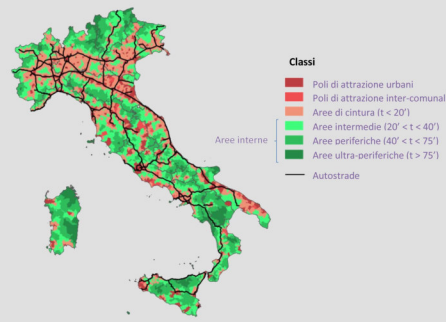 Classi
Poli di attrazione urbani
Poli di attrazione inter-comunal
Aree di cintura (t < 20')
Aree interne
Aree intermedie (20' < t < 40')
Aree periferiche (40' < t < 75')
Aree ultra-periferiche (t > 75')
Autostrade